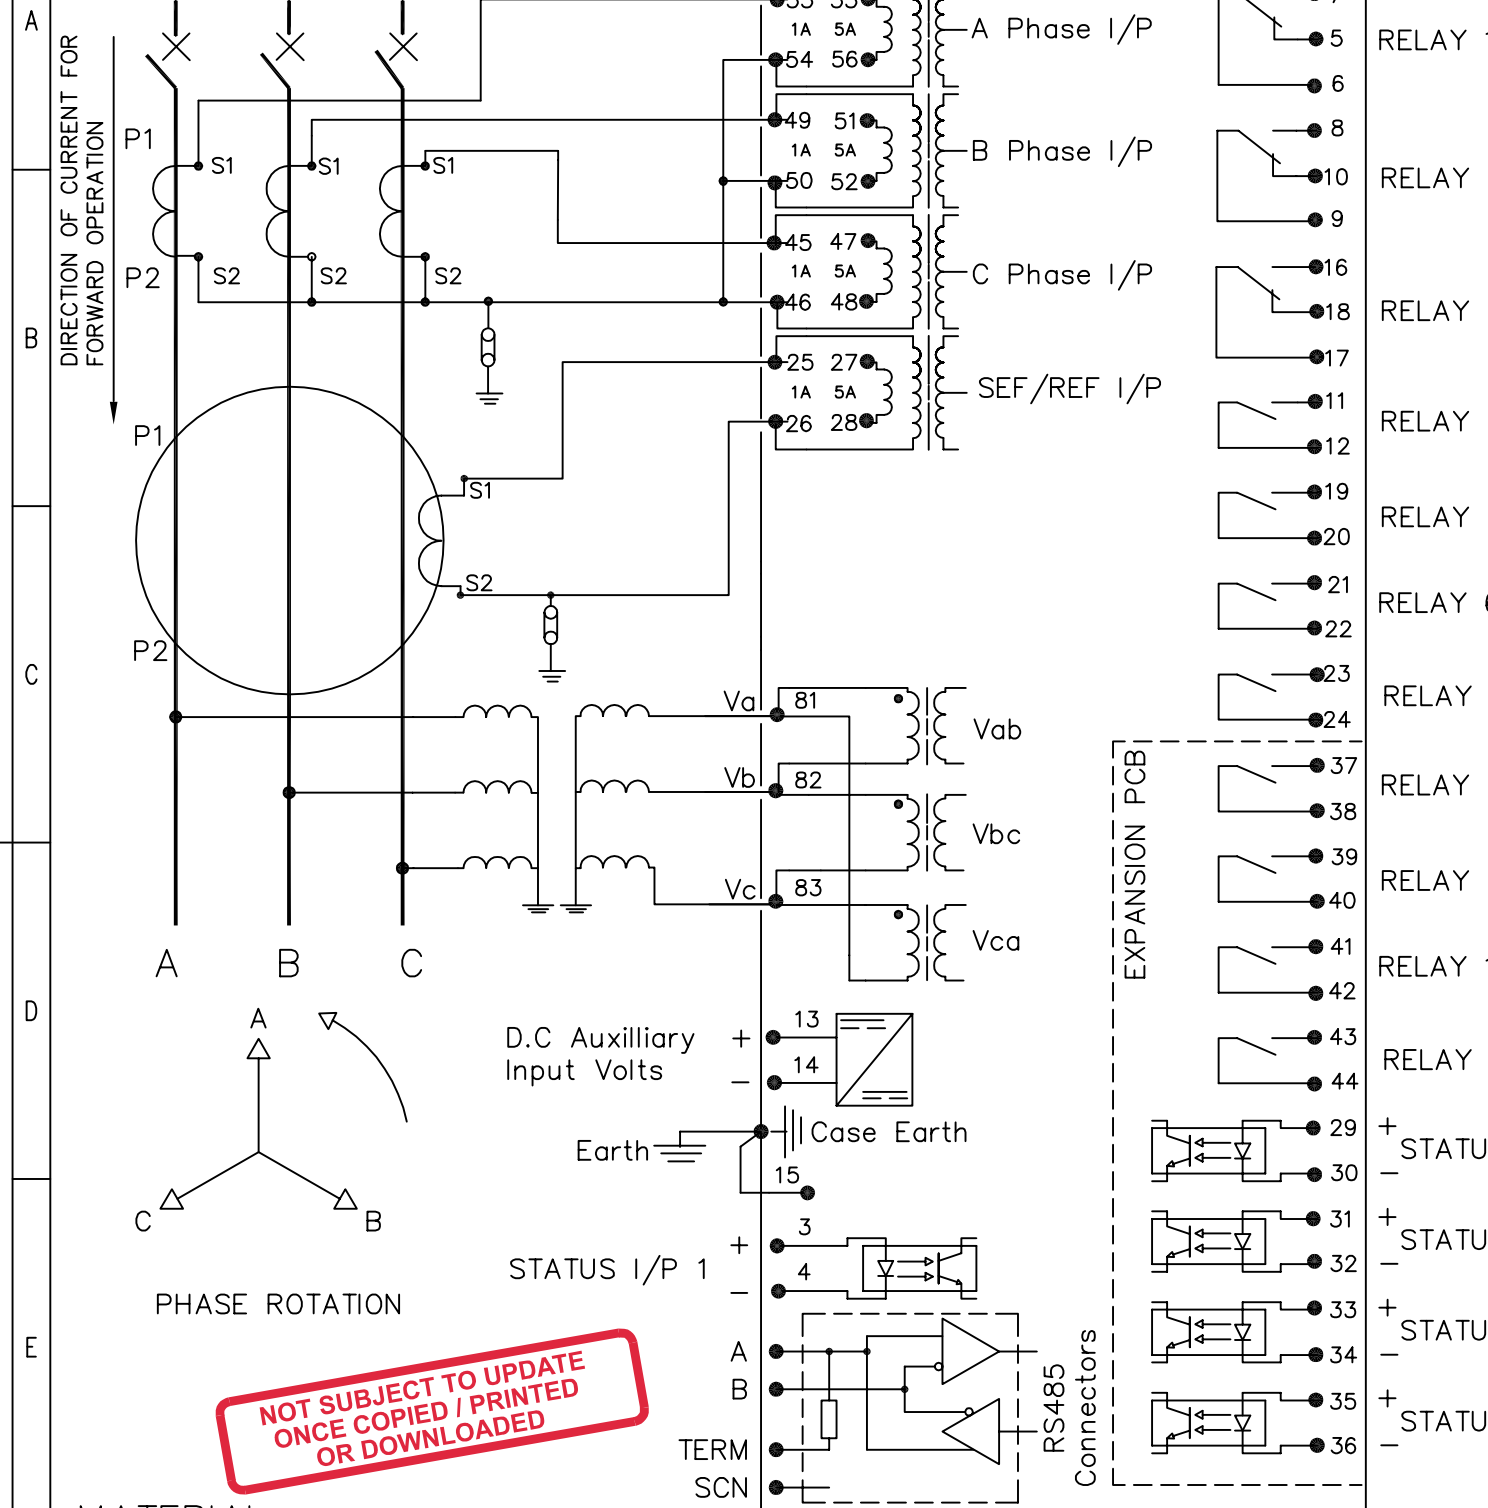 A
B
C
D
E
DIRECTION OF CURRENT FOR
FORWARD OPERATION
P1
S1
S1
S1
P2
S2
S2
S2
P1
S1
S2
P2
A B C
A
C
B
PHASE ROTATION
NOT SUBJECT TO UPDATE
ONCE COPIED / PRINTED
OR DOWNLOADED
1A 5A
54 56
A Phase I/P
49 51
1A 5A
50 52
B Phase I/P
45 47
1A 5A
46 48
C Phase I/P
25 27
1A 5A
26 28
SEF/REF I/P
Va 81
Vab
Vb 82
Vbc
Vc 83
Vca
D.C Auxilliary
Input Volts
+ 13
− 14
Earth
Case Earth
15
STATUS I/P 1
+ 3
− 4
A
B
TERM
SCN
RS485
Connectors
5
6
RELAY
8
10
9
RELAY
16
18
17
RELAY
11
12
RELAY
19
20
RELAY
21
22
RELAY 6
23
24
RELAY
EXPANSION PCB
37
38
RELAY
39
40
RELAY
41
42
RELAY
43
44
RELAY
29 +
30 −
STATU
31 +
32 −
STATU
33 +
34 −
STATU
35 +
36 −
STATU